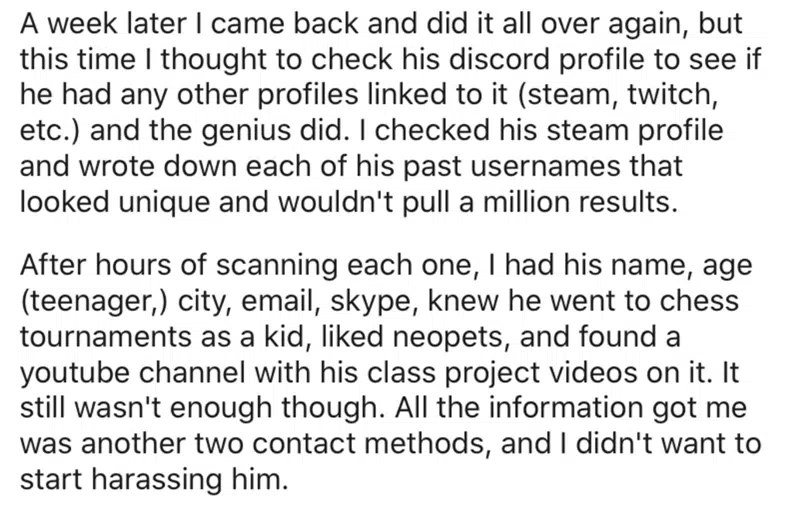 A week later I came back and did it all over again, but
this time I thought to check his discord profile to see if
he had any other profiles linked to it (steam, twitch,
etc.) and the genius did. I checked his steam profile
and wrote down each of his past usernames that
looked unique and wouldn't pull a million results.
After hours of scanning each one, I had his name, age
(teenager,) city, email, skype, knew he went to chess
tournaments as a kid, liked neopets, and found a
youtube channel with his class project videos on it. It
still wasn't enough though. All the information got me
was another two contact methods, and I didn't want to
start harassing him.